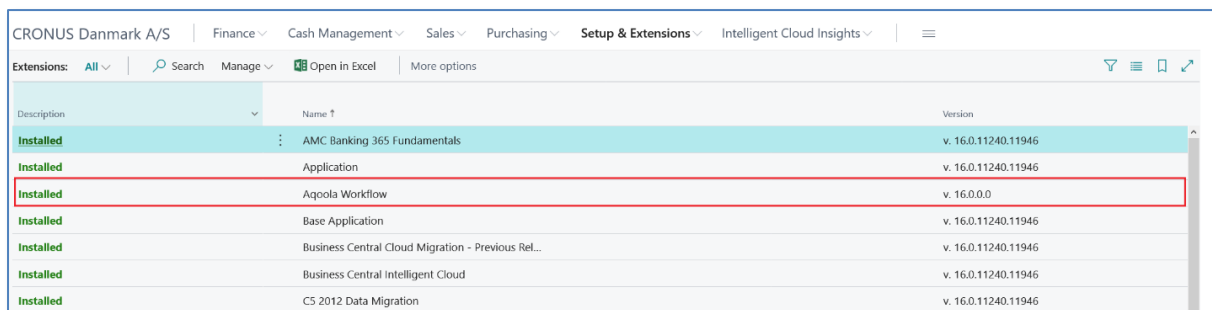 CRONUS Danmark A/S Finance Cash Management Sales Purchasing Setup & Extensions Intelligent Cloud Insights
Extensions: All Search Manage Open in Excel More options
Description Name ↑ Version
Installed AMC Banking 365 Fundamentals v. 16.0.11240.11946
Installed Application v. 16.0.11240.11946
Installed Aqoola Workflow v. 16.0.0.0
Installed Base Application v. 16.0.11240.11946
Installed Business Central Cloud Migration - Previous Rel... v. 16.0.11240.11946
Installed Business Central Intelligent Cloud v. 16.0.11240.11946
Installed C5 2012 Data Migration v. 16.0.11240.11946